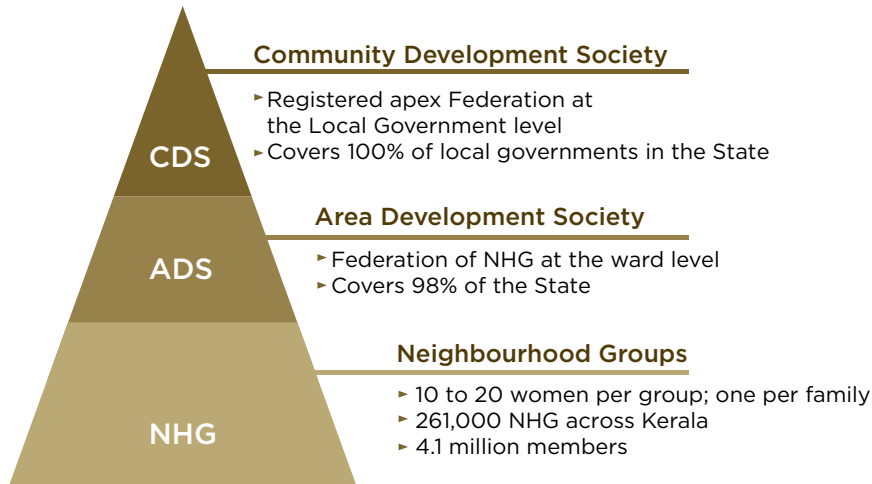 Community Development Society
► Registered apex Federation at
the Local Government level
► Covers 100% of local governments in the State
CDS
Area Development Society
► Federation of NHG at the ward level
► Covers 98% of the State
ADS
Neighbourhood Groups
► 10 to 20 women per group; one per family
► 261,000 NHG across Kerala
► 4.1 million members
NHG